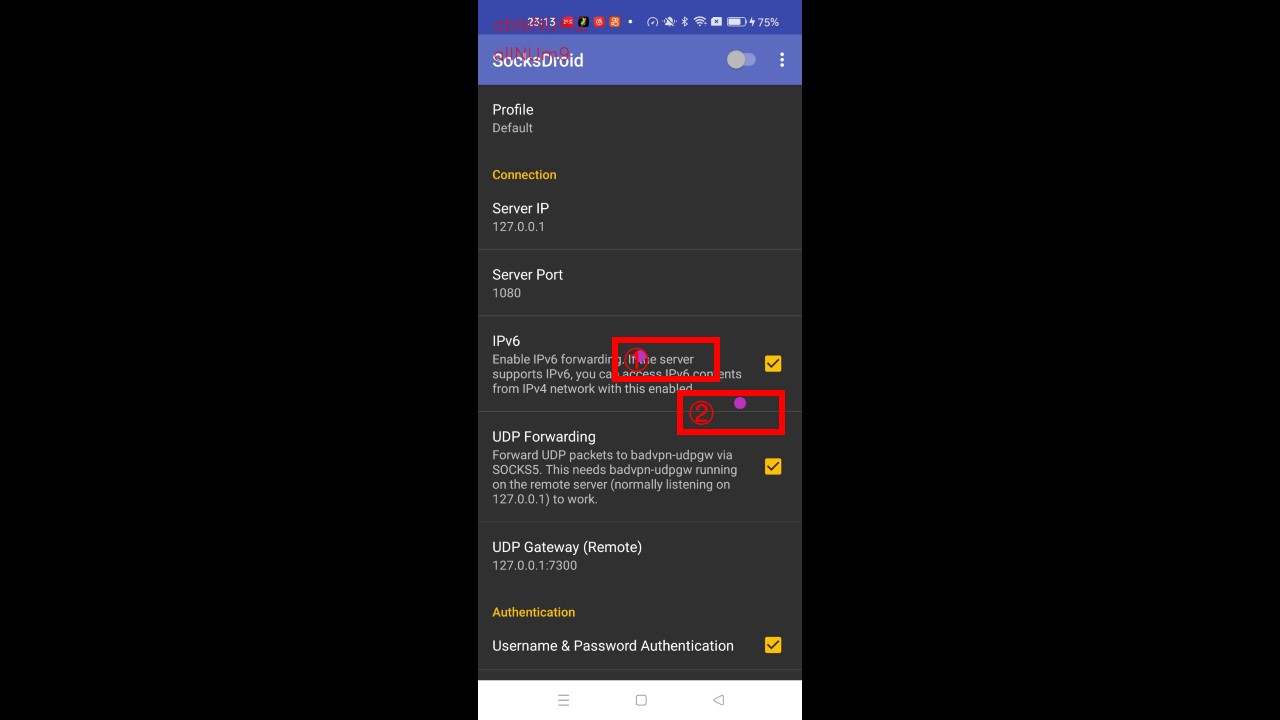 23:13 75%
SocksDroid
Profile
Default
Connection
Server IP
127.0.0.1
Server Port
1080
IPv6
Enable IPv6 forwarding. If the server
supports IPv6, you can access IPv6 contents
from IPv4 network with this enabled.
①
②
UDP Forwarding
Forward UDP packets to badvpn-udpgw via
SOCKS5. This needs badvpn-udpgw running
on the remote server (normally listening on
127.0.0.1) to work.
UDP Gateway (Remote)
127.0.0.1:7300
Authentication
Username & Password Authentication